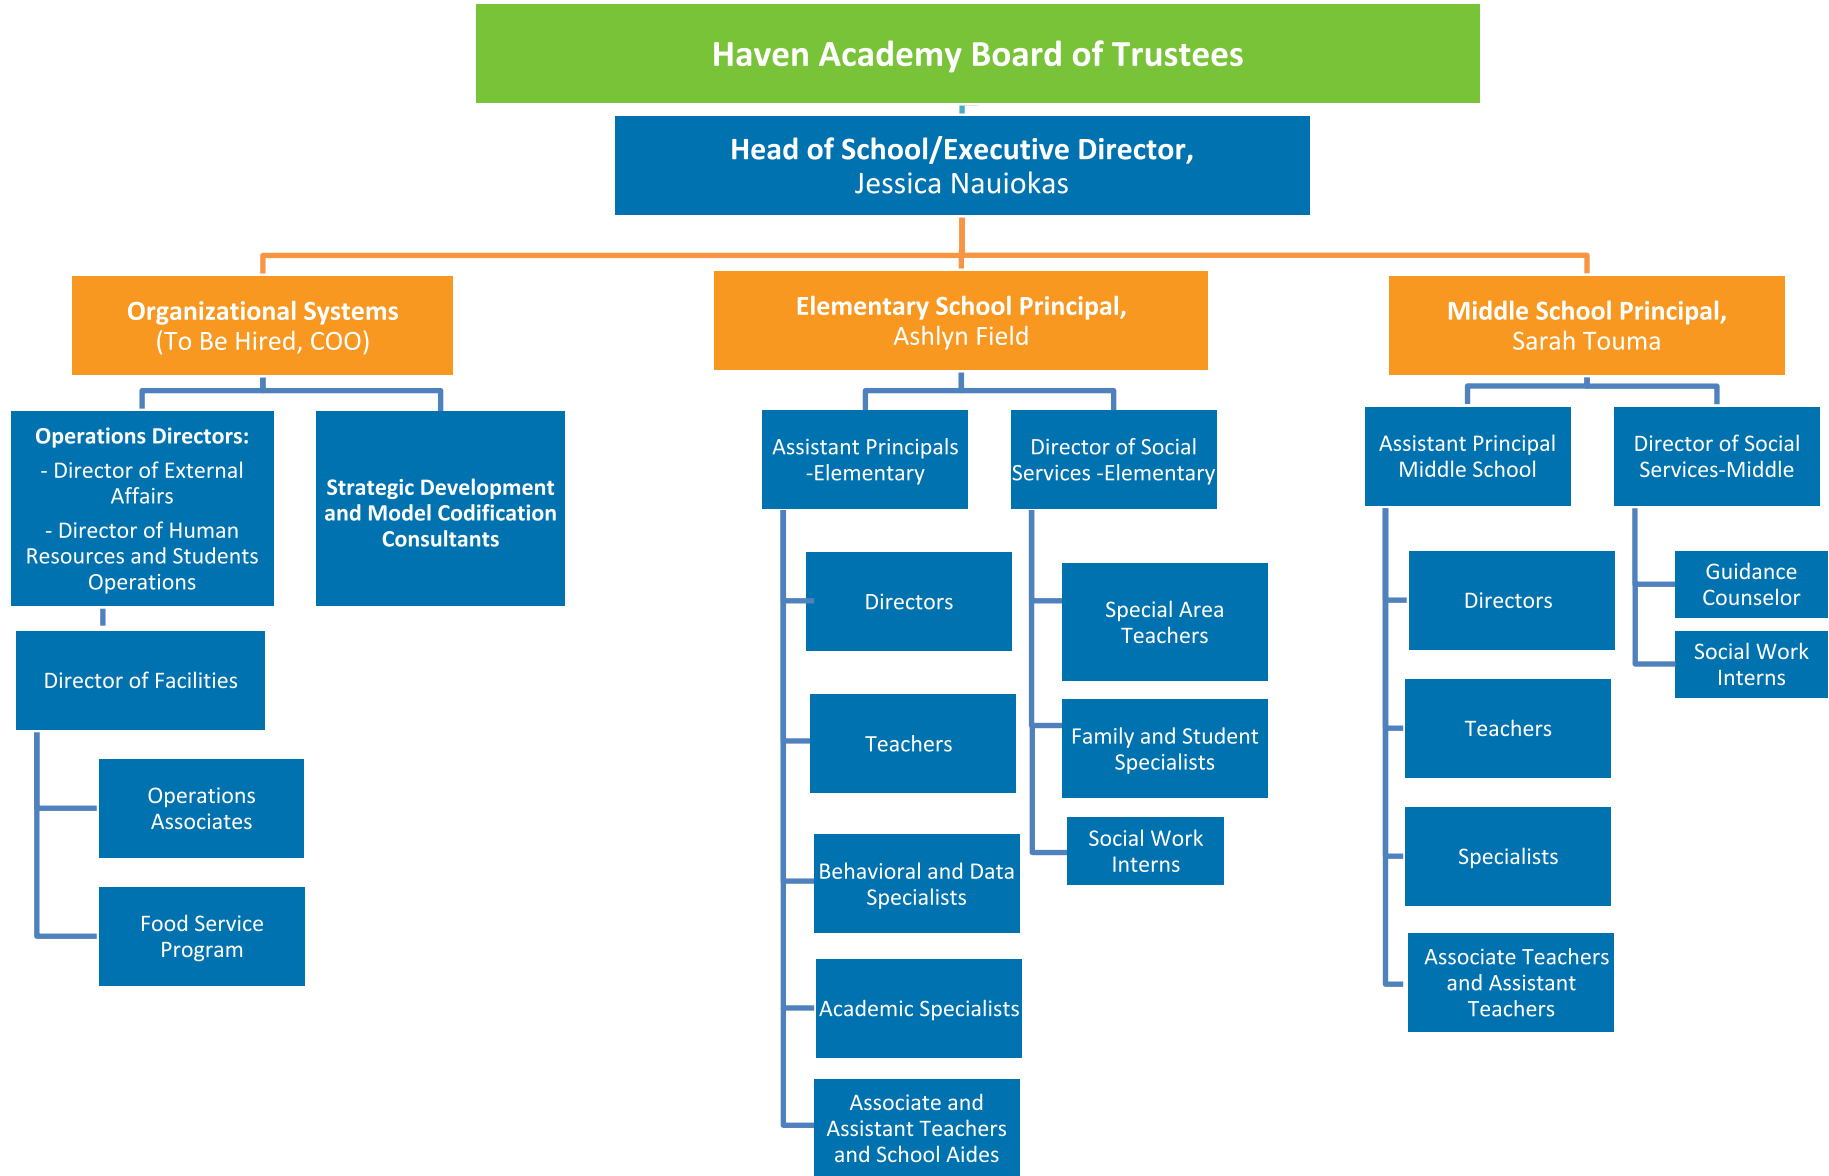 Haven Academy Board of Trustees
Head of School/Executive Director,
Jessica Nauiokas
Organizational Systems
(To Be Hired, COO)
Operations Directors:
- Director of External
Affairs
- Director of Human
Resources and Students
Operations
Strategic Development
and Model Codification
Consultants
Director of Facilities
Operations
Associates
Food Service
Program
Elementary School Principal,
Ashlyn Field
Assistant Principals
-Elementary
Directors
Teachers
Behavioral and Data
Specialists
Academic Specialists
Associate and
Assistant Teachers
and School Aides
Director of Social
Services -Elementary
Special Area
Teachers
Family and Student
Specialists
Social Work
Interns
Middle School Principal,
Sarah Touma
Assistant Principal
Middle School
Directors
Teachers
Specialists
Associate Teachers
and Assistant
Teachers
Director of Social
Services-Middle
Guidance
Counselor
Social Work
Interns